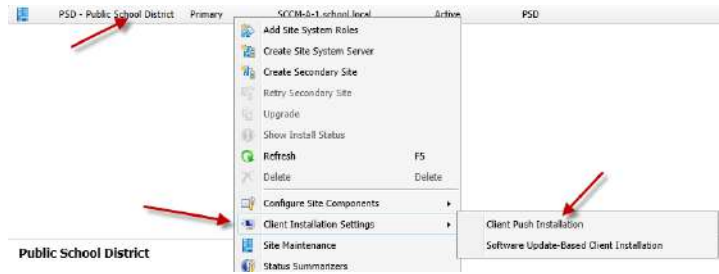 PSD - Public School District Primary SCCM-A-1.school.local Active PSD
Add Site System Roles
Create Site System Server
Create Secondary Site
Retry Secondary Site
Upgrade
Show Install Status
Refresh F5
Delete Delete
Configure Site Components
Client Installation Settings
Client Push Installation
Site Maintenance
Software Update-Based Client Installation
Public School District
Status Summarizers